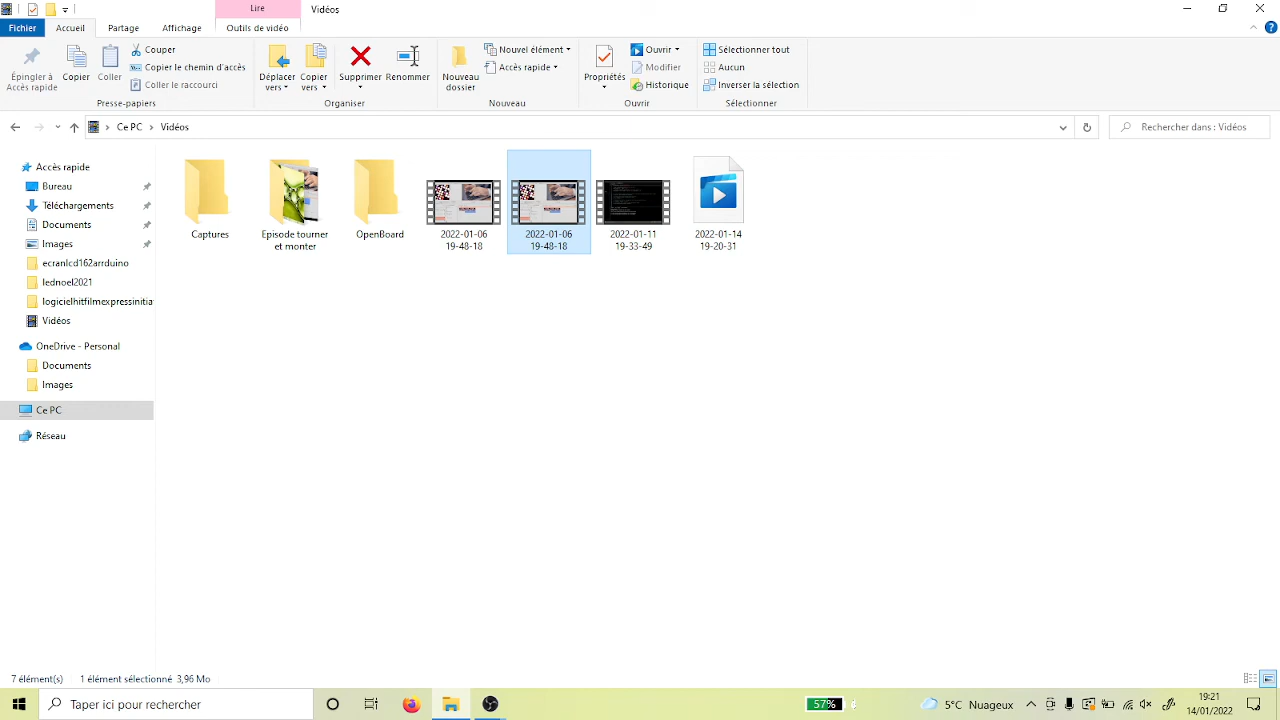 Lire
Vidéos
Fichier
Accueil
Partage
Affichage
Outils de vidéo
Épingler à
Accès rapide
Copier
Coller
Couper
Copier le chemin d'accès
Coller le raccourci
Presse-papiers
Déplacer
vers
Copier
vers
Supprimer
Renommer
Organiser
Nouveau
dossier
Nouvel élément
Accès rapide
Nouveau
Propriétés
Ouvrir
Modifier
Historique
Ouvrir
Sélectionner tout
Aucun
Inverser la sélection
Sélectionner
Ce PC
Vidéos
Rechercher dans : Vidéos
Accès rapide
Bureau
Téléchargements
Documents
Images
ecranlcd162arduino
lednoel2021
logicielhitfilmexpressinitia
Vidéos
OneDrive - Personal
Documents
Images
Ce PC
Réseau
Captures
Episode tourner
et monter
OpenBoard
2022-01-06
19-48-18
2022-01-06
19-48-18
2022-01-11
19-33-49
2022-01-14
19-20-31
7 élément(s)
1 élément sélectionné 3,96 Mo
Taper ici pour rechercher
57%
5°C Nuageux
19:21
14/01/2022